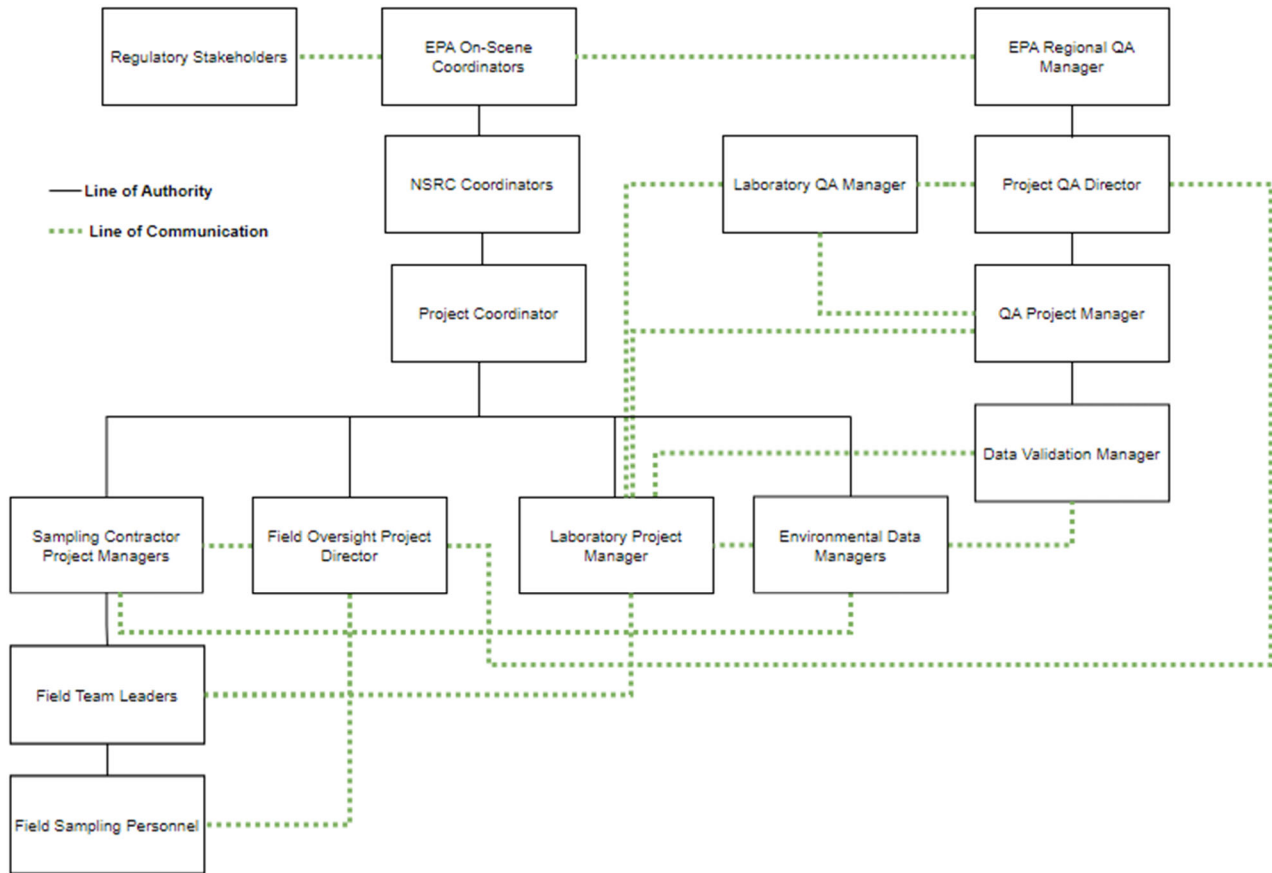 Regulatory Stakeholders
EPA On-Scene
Coordinators
EPA Regional QA
Manager
NSRC Coordinators
Laboratory QA Manager
Project QA Director
Line of Authority
Line of Communication
Project Coordinator
QA Project Manager
Data Validation Manager
Sampling Contractor
Project Managers
Field Oversight Project
Director
Laboratory Project
Manager
Environmental Data
Managers
Field Team Leaders
Field Sampling Personnel